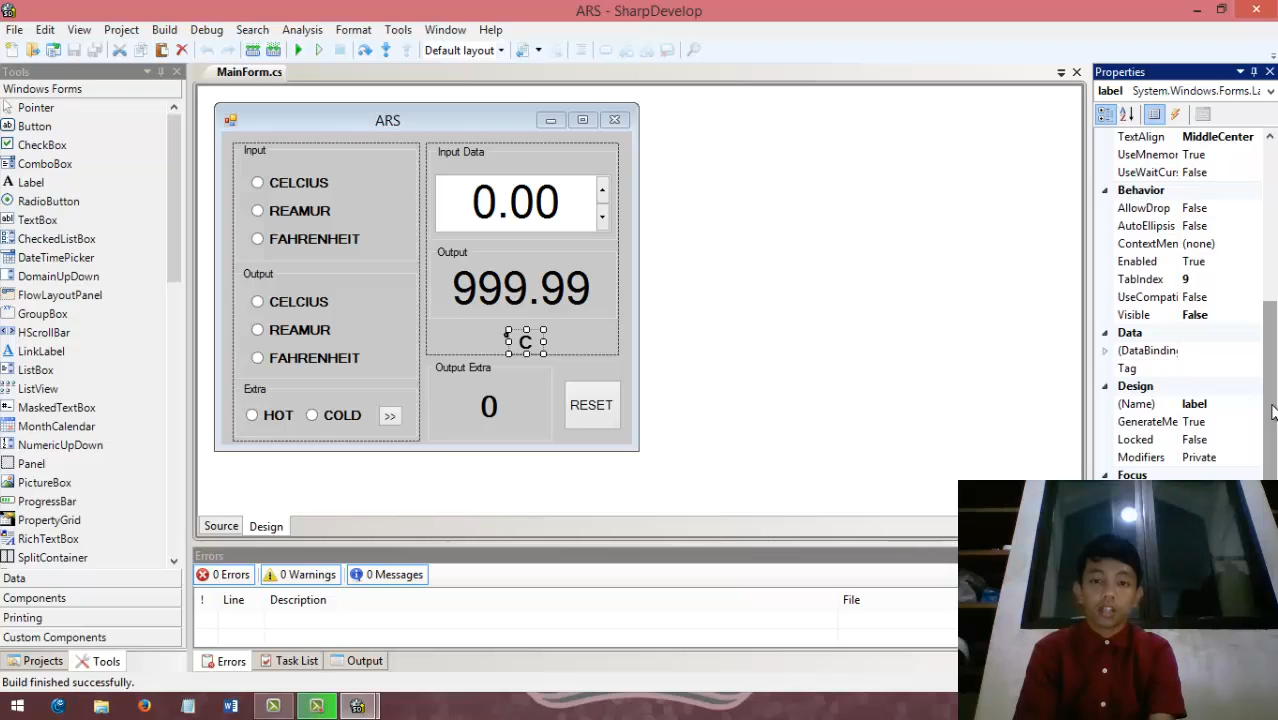 ARS - SharpDevelop
File Edit View Project Build Debug Search Analysis Format Tools Window Help
Default layout
Tools
Windows Forms
Pointer
Button
CheckBox
ComboBox
Label
RadioButton
TextBox
CheckedListBox
DateTimePicker
DomainUpDown
FlowLayoutPanel
GroupBox
HScrollBar
LinkLabel
ListBox
ListView
MaskedTextBox
MonthCalendar
NumericUpDown
Panel
PictureBox
ProgressBar
PropertyGrid
RichTextBox
SplitContainer
Data
Components
Printing
Custom Components
Projects Tools
MainForm.cs
ARS
Input
CELCIUS
REAMUR
FAHRENHEIT
Output
CELCIUS
REAMUR
FAHRENHEIT
Extra
HOT COLD >>
Input Data
0.00
Output
999.99
C
Output Extra
0
RESET
Source Design
Errors
0 Errors 0 Warnings 0 Messages
! Line Description File
Errors Task List Output
Properties
label System.Windows.Forms.La
TextAlign MiddleCenter
UseMnemor True
UseWaitCurs False
Behavior
AllowDrop False
AutoEllipsis False
ContextMen (none)
Enabled True
TabIndex 9
UseCompati False
Visible False
Data
(DataBinding
Tag
Design
(Name) label
GenerateMe True
Locked False
Modifiers Private
Focus
Build finished successfully.